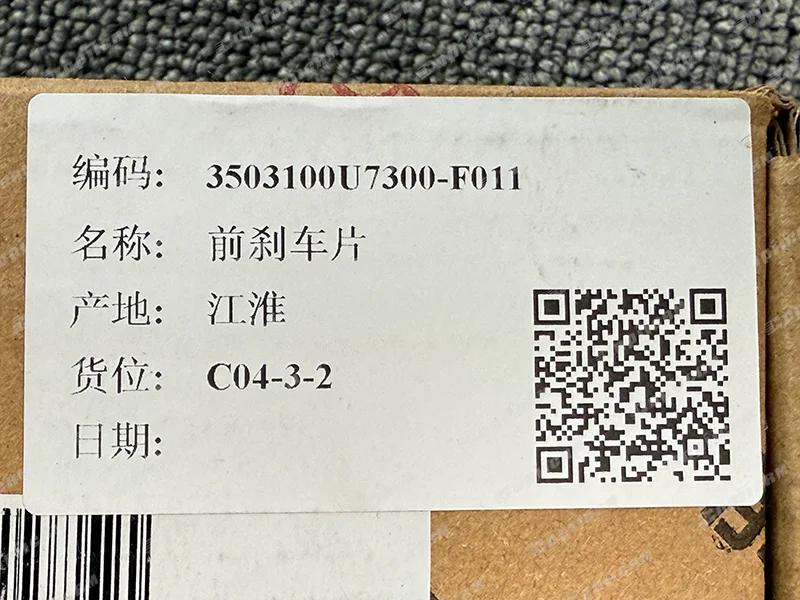 编码: 3503100U7300-F011
名称: 前刹车片
产地: 江淮
货位: C04-3-2
日期: